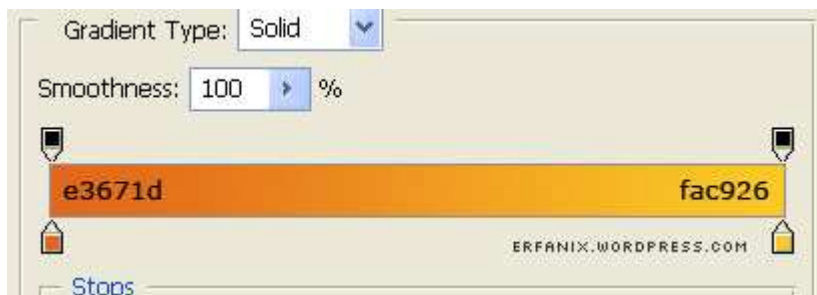 Gradient Type: Solid
Smoothness: 100 %
e3671d fac926
ERFANIX.WORDPRESS.COM
Stops